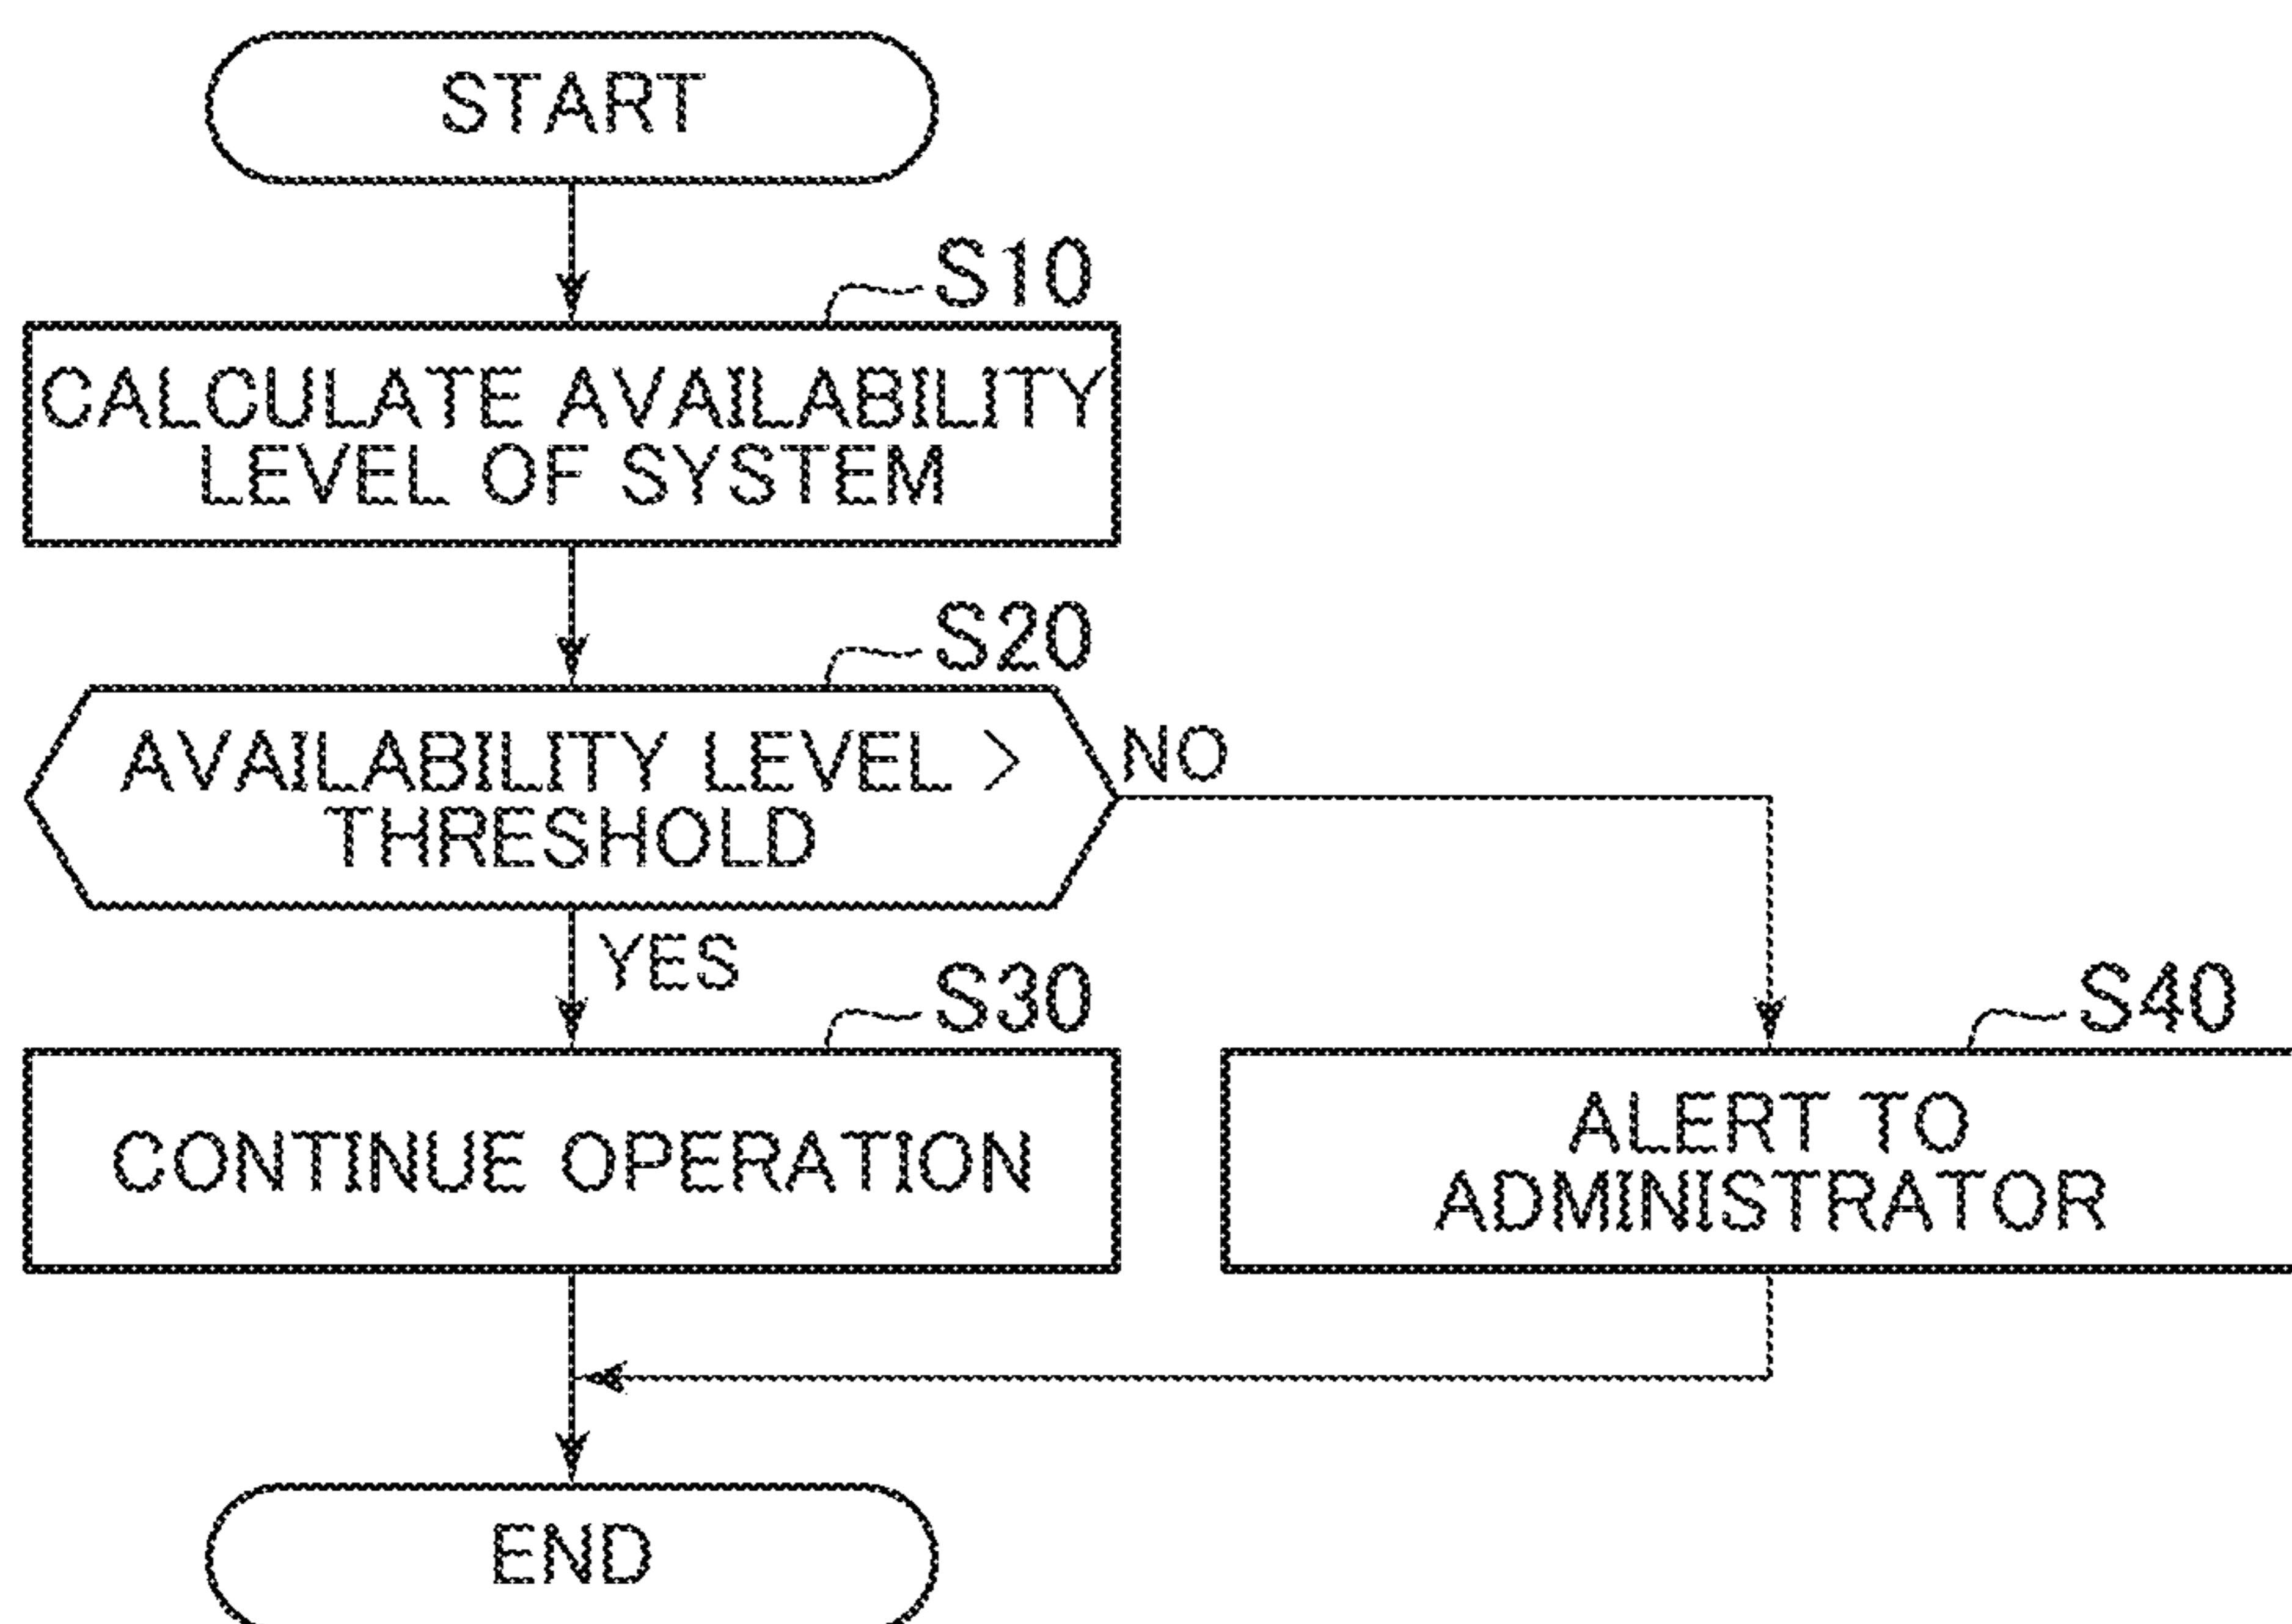 START
S10
CALCULATE AVAILABILITY
LEVEL OF SYSTEM
S20
AVAILABILITY LEVEL >
THRESHOLD
NO
YES
S30
CONTINUE OPERATION
S40
ALERT TO
ADMINISTRATOR
END